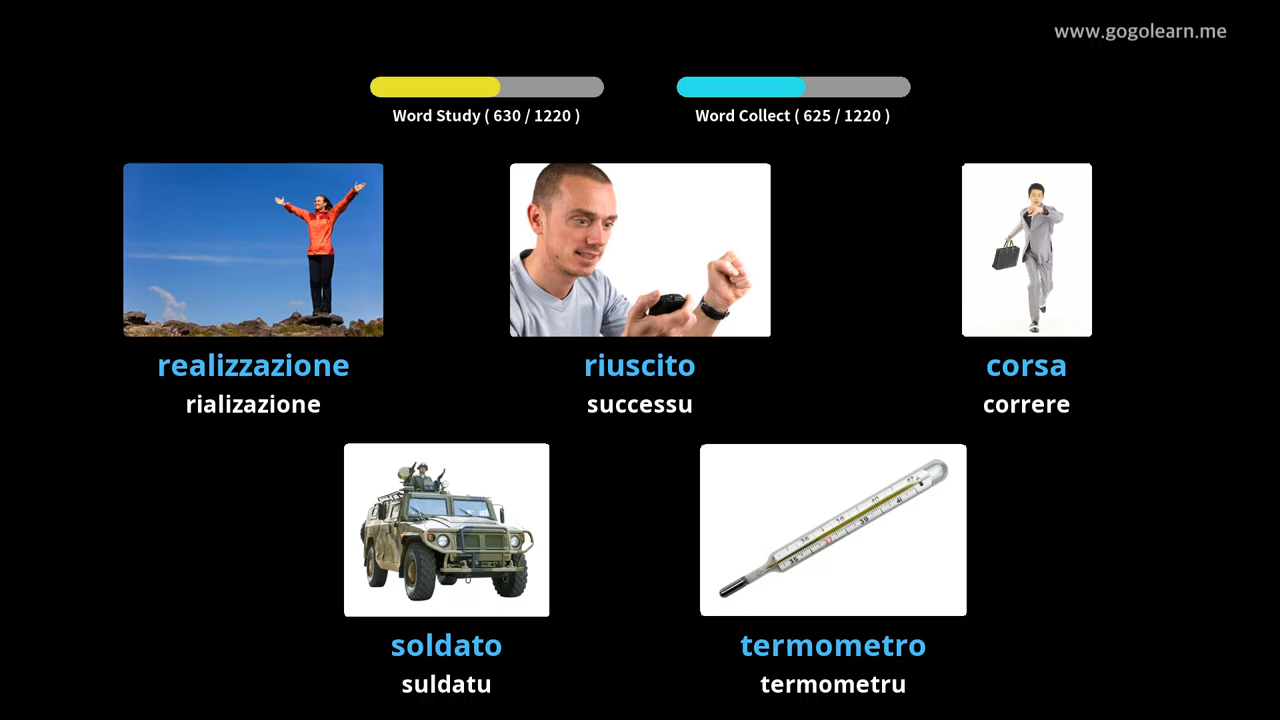 www.gogolearn.me
Word Study ( 630 / 1220 )
Word Collect ( 625 / 1220 )
realizzazione
rializazione
riuscito
successu
corsa
correre
soldato
suldatu
termometro
termometru